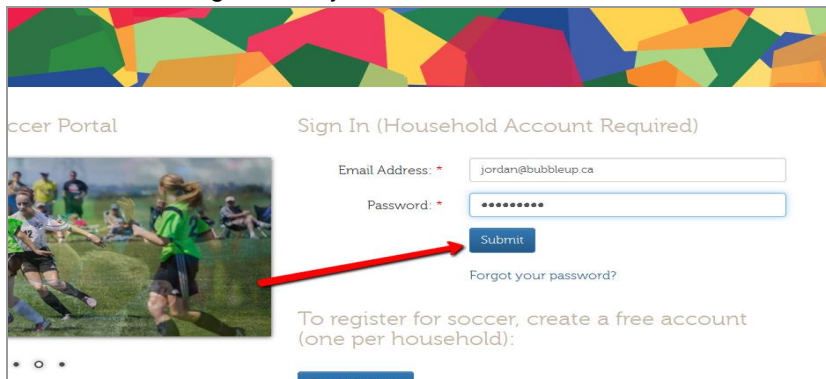 ccer Portal
Sign In (Household Account Required)
Email Address: *
jordan@bubbleup.ca
Password: *
•••••••••
Submit
Forgot your password?
To register for soccer, create a free account
(one per household):